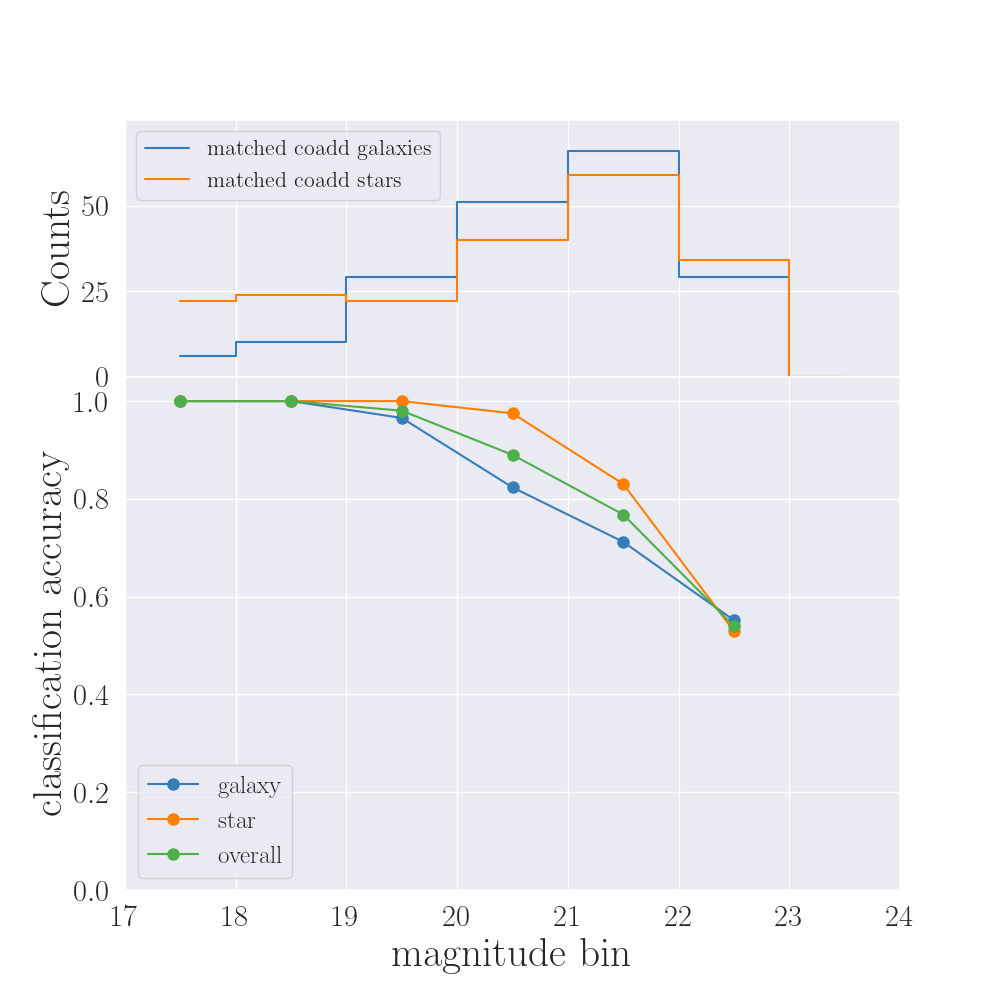 matched coadd galaxies
matched coadd stars
Counts
50
25
0
1.0
0.8
0.6
0.4
0.2
0.0
classification accuracy
galaxy
star
overall
17 18 19 20 21 22 23 24
magnitude bin